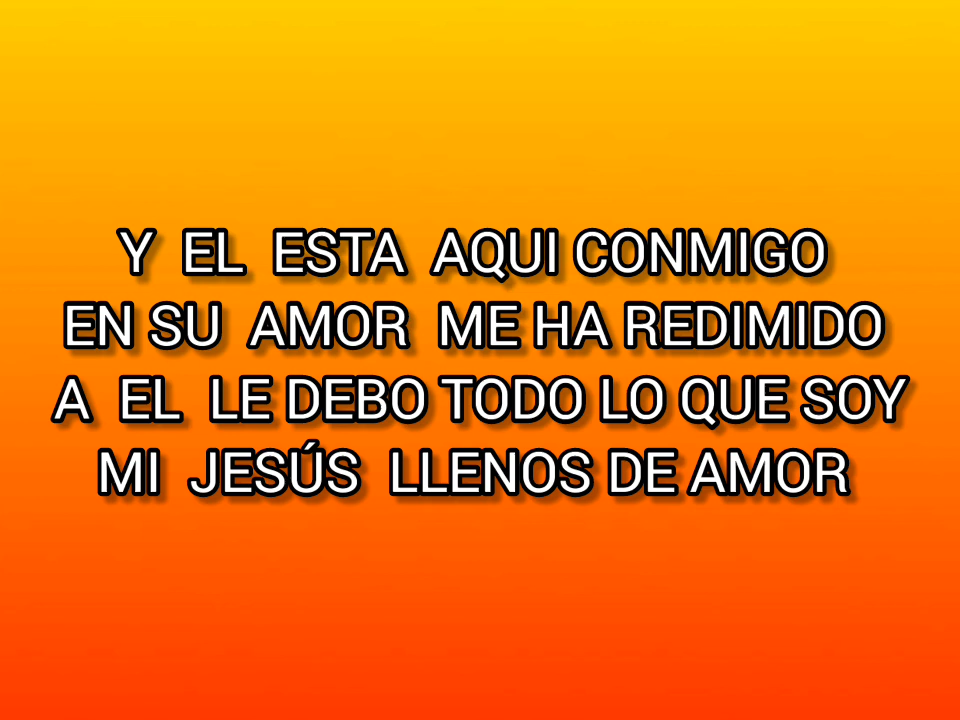 Y EL ESTA AQUI CONMIGO
EN SU AMOR ME HA REDIMIDO
A EL LE DEBO TODO LO QUE SOY
MI JESÚS LLENOS DE AMOR